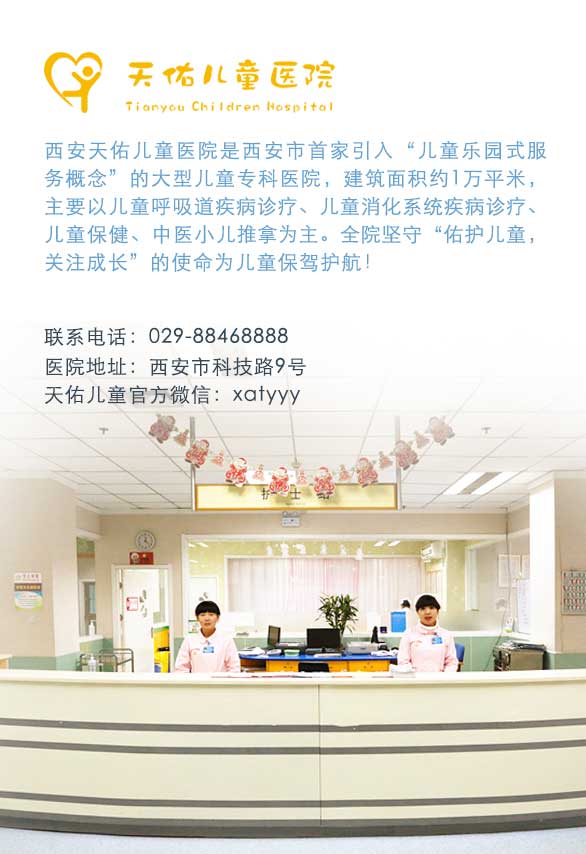 天佑儿童医院
Tianyou Children Hospital
西安天佑儿童医院是西安市首家引入“儿童乐园式服
务概念”的大型儿童专科医院，建筑面积约1万平米，
主要以儿童呼吸道疾病诊疗、儿童消化系统疾病诊疗、
儿童保健、中医小儿推拿为主。全院坚守“佑护儿童，
关注成长”的使命为儿童保驾护航！
联系电话：029-88468888
医院地址：西安市科技路9号
天佑儿童官方微信：xatyyy
护士站